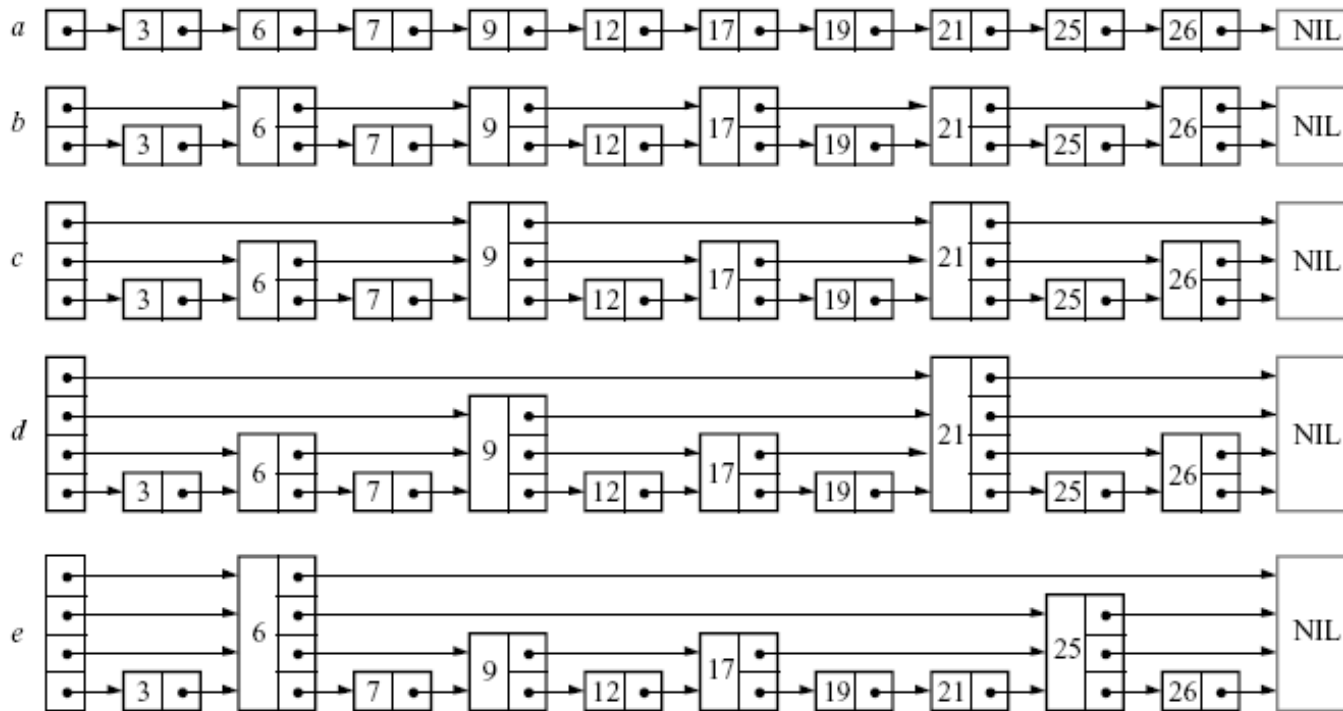 a 3 6 7 9 12 17 19 21 25 26 NIL
b 3 6 7 9 12 17 19 21 25 26 NIL
c 3 6 7 9 12 17 19 21 25 26 NIL
d 3 6 7 9 12 17 19 21 25 26 NIL
e 3 6 7 9 12 17 19 21 25 26 NIL